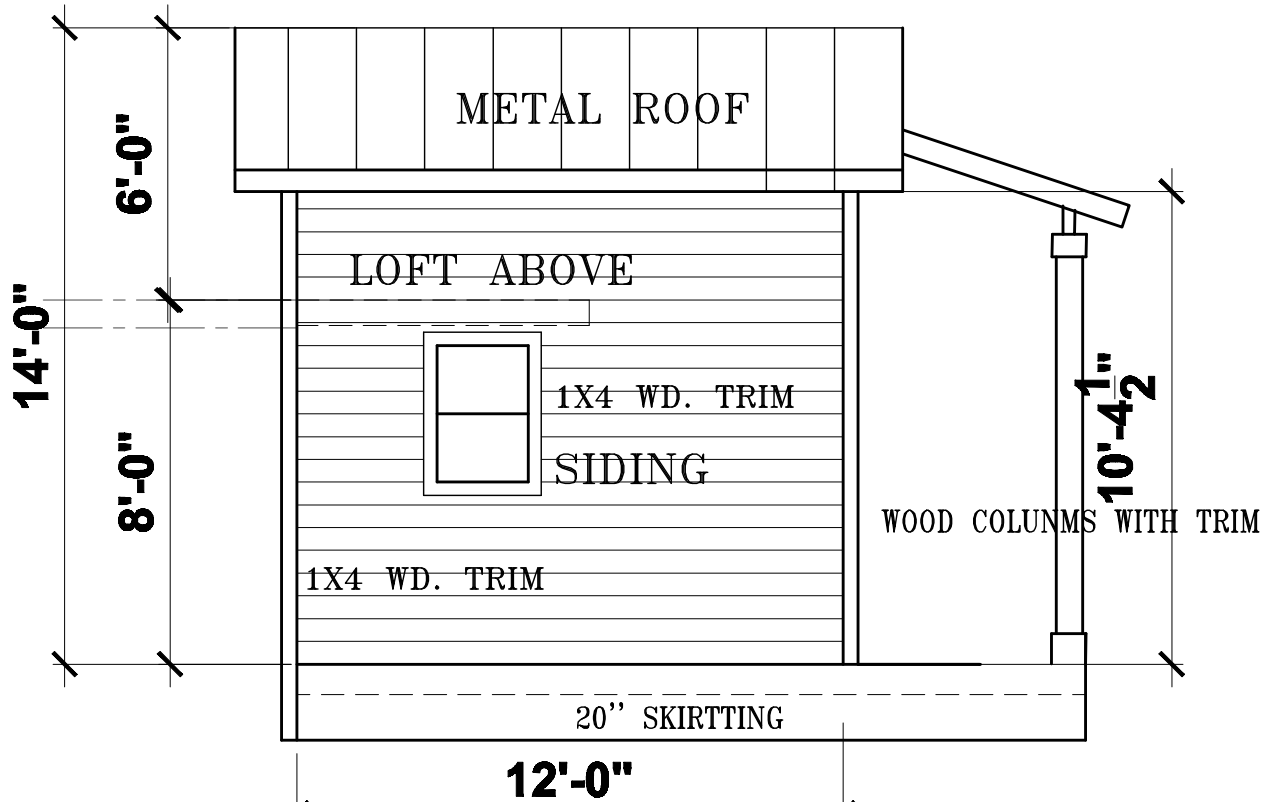 METAL ROOF
6'-0"
LOFT ABOVE
14'-0"
1X4 WD. TRIM
10'-4 1/2"
8'-0"
SIDING
WOOD COLUNMS WITH TRIM
1X4 WD. TRIM
20'' SKIRTTING
12'-0"